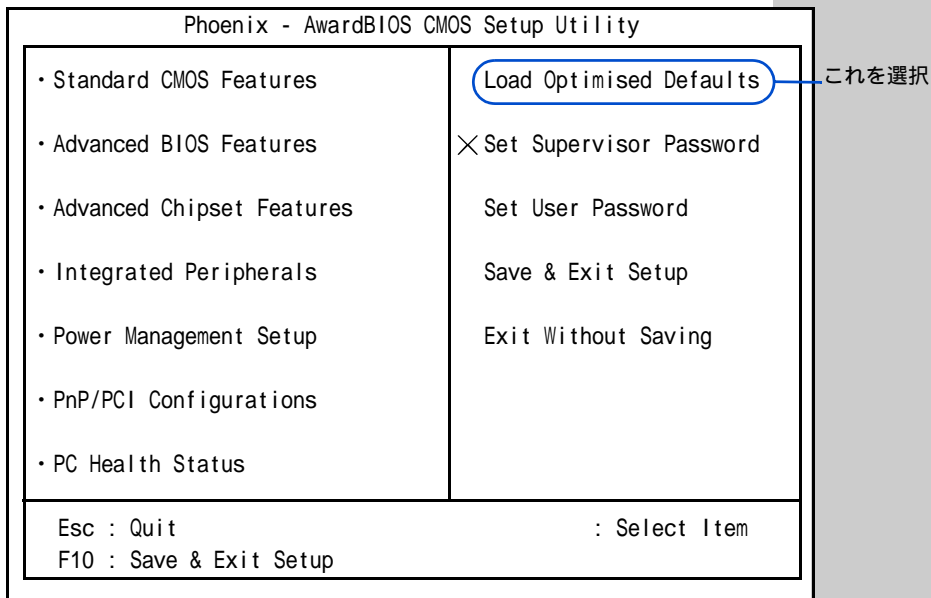 Phoenix - AwardBIOS CMOS Setup Utility
・Standard CMOS Features
・Advanced BIOS Features
・Advanced Chipset Features
・Integrated Peripherals
・Power Management Setup
・PnP/PCI Configurations
・PC Health Status
Load Optimised Defaults
これを選択
×Set Supervisor Password
Set User Password
Save & Exit Setup
Exit Without Saving
Esc : Quit
: Select Item
F10 : Save & Exit Setup